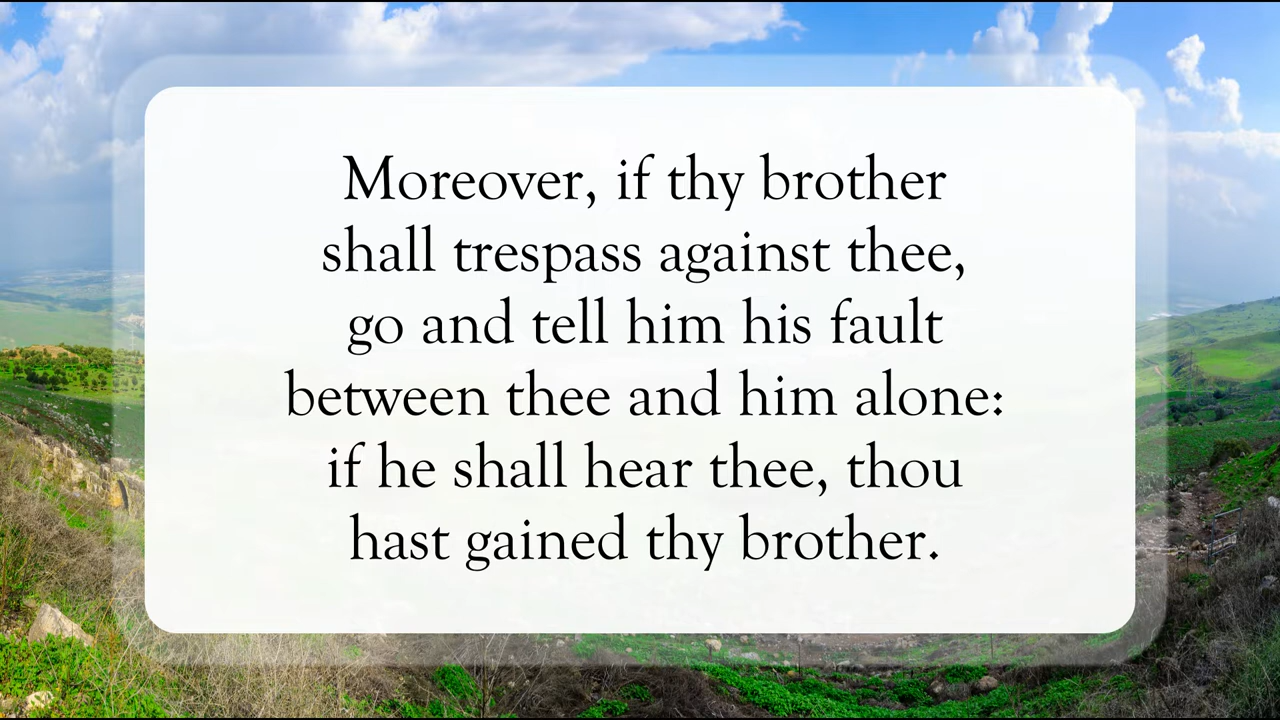 Moreover, if thy brother
shall trespass against thee,
go and tell him his fault
between thee and him alone:
if he shall hear thee, thou
hast gained thy brother.